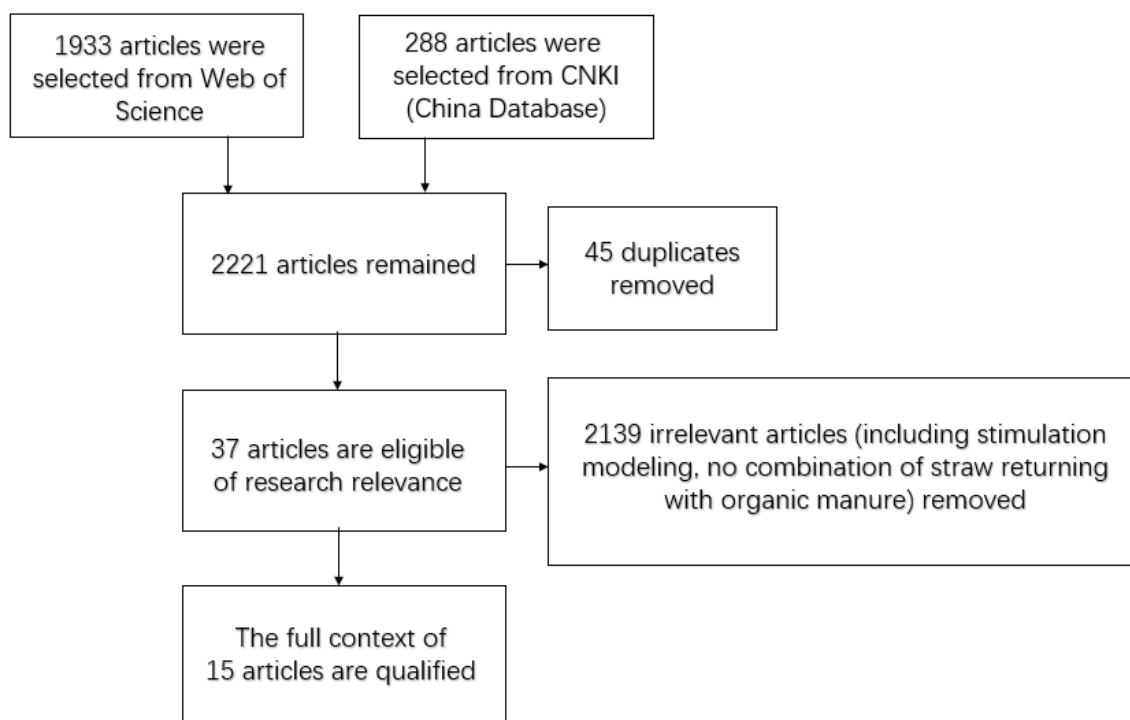 1933 articles were
selected from Web of
Science
288 articles were
selected from CNKI
(China Database)
2221 articles remained
45 duplicates
removed
37 articles are eligible
of research relevance
2139 irrelevant articles (including stimulation
modeling, no combination of straw returning
with organic manure) removed
The full context of
15 articles are qualified